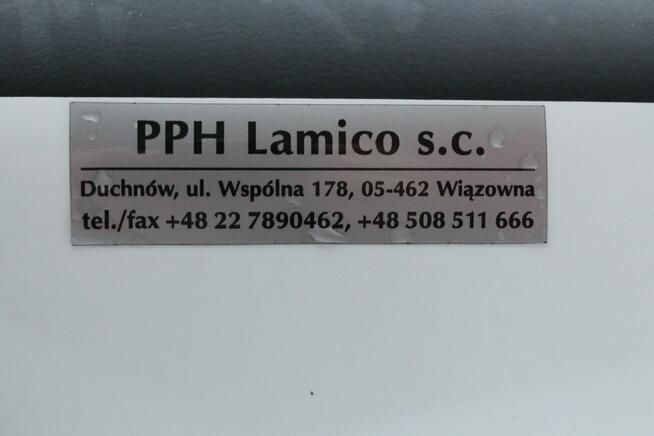 PPH Lamico s.c.
Duchnów, ul. Wspólna 178, 05-462 Wiązowna
tel./fax +48 22 7890462, +48 508 511 666